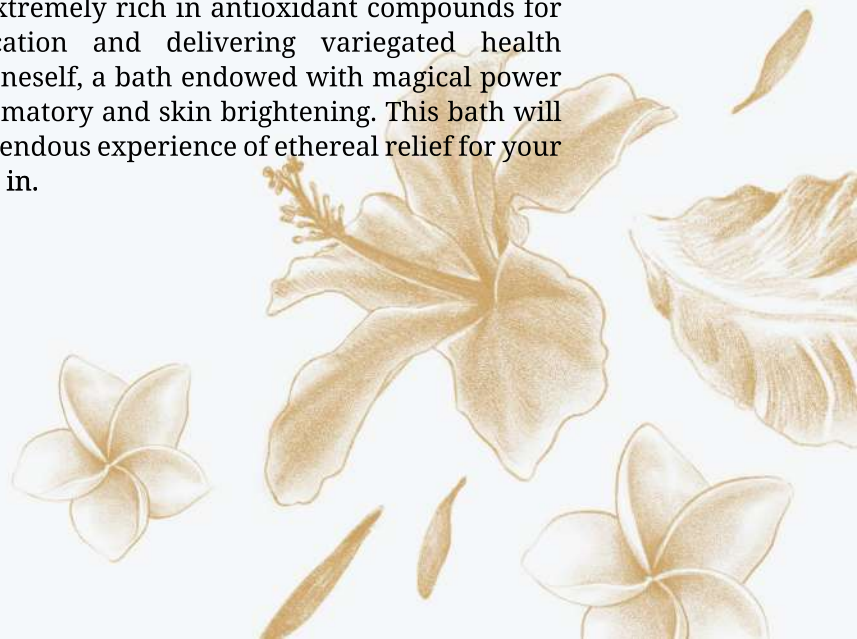 xtremely rich in antioxidant compounds for
cation and delivering variegated health
neself, a bath endowed with magical power
matory and skin brightening. This bath will
endous experience of ethereal relief for your
in.